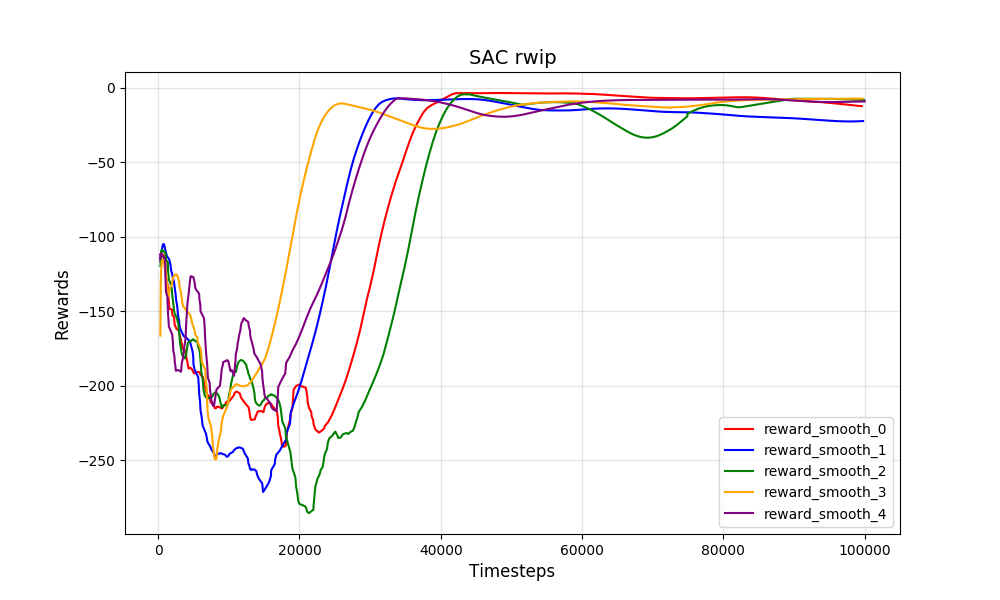 SAC rwip
Rewards
0
−50
−100
−150
−200
−250
0
20000
40000
60000
80000
100000
Timesteps
reward_smooth_0
reward_smooth_1
reward_smooth_2
reward_smooth_3
reward_smooth_4